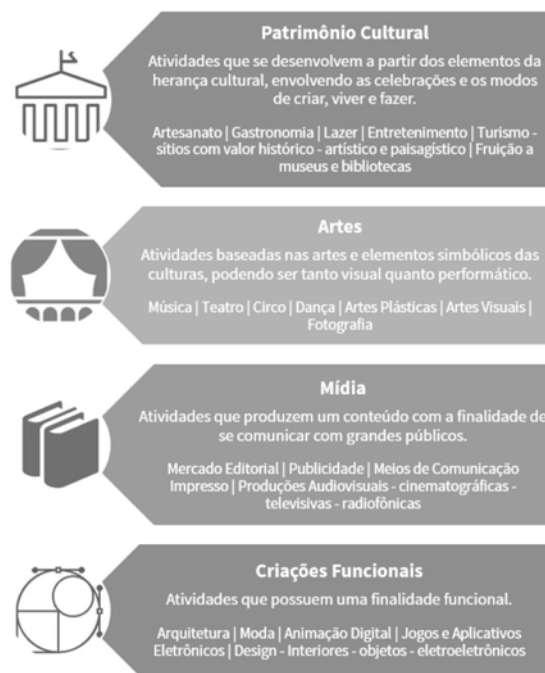 Patrimônio Cultural
Atividades que se desenvolvem a partir dos elementos da
herança cultural, envolvendo as celebrações e os modos
de criar, viver e fazer.
Artesanato | Gastronomia | Lazer | Entretenimento | Turismo -
sítios com valor histórico - artístico e paisagístico | Fruição a
museus e bibliotecas
Artes
Atividades baseadas nas artes e elementos simbólicos das
culturas, podendo ser tanto visual quanto performático.
Música | Teatro | Circo | Dança | Artes Plásticas | Artes Visuais |
Fotografia
Mídia
Atividades que produzem um conteúdo com a finalidade de
se comunicar com grandes públicos.
Mercado Editorial | Publicidade | Meios de Comunicação
Impresso | Produções Audiovisuais - cinematográficas -
televisivas - radiofônicas
Criações Funcionais
Atividades que possuem uma finalidade funcional.
Arquitetura | Moda | Animação Digital | Jogos e Aplicativos
Eletrônicos | Design - Interiores - objetos - eletroeletrônicos